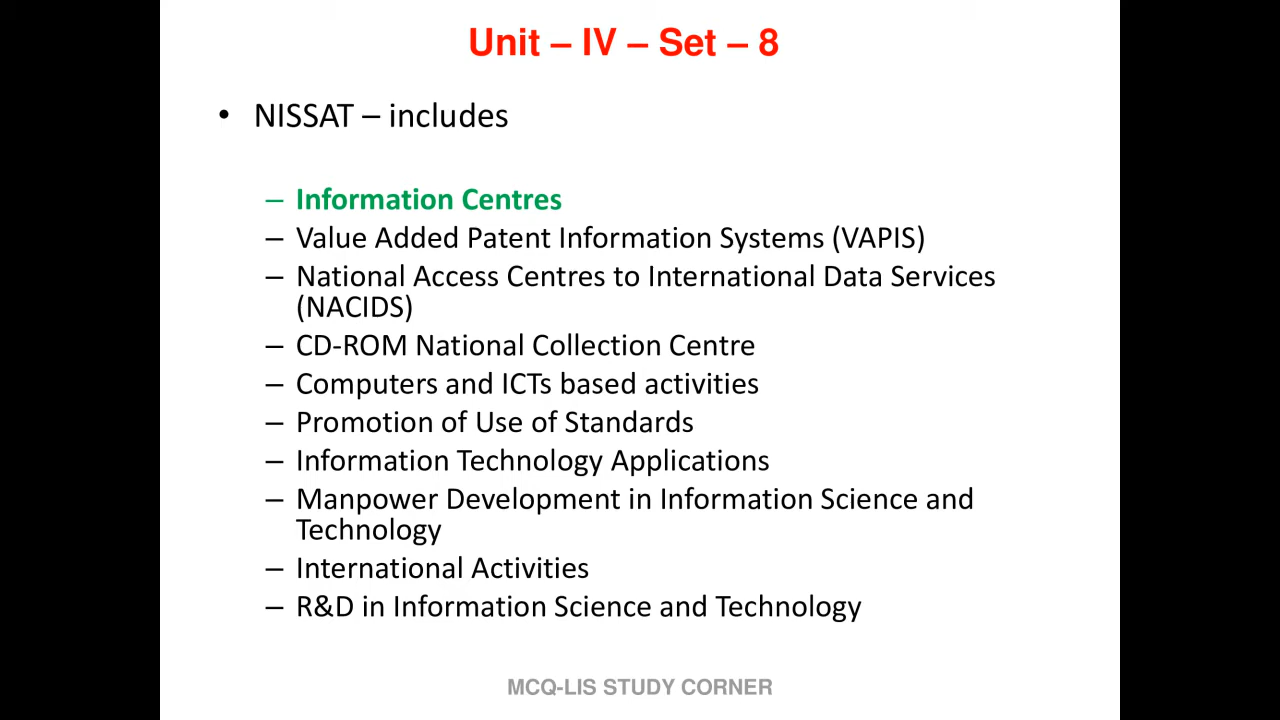 Unit – IV – Set – 8
• NISSAT – includes
– Information Centres
– Value Added Patent Information Systems (VAPIS)
– National Access Centres to International Data Services
(NACIDS)
– CD-ROM National Collection Centre
– Computers and ICTs based activities
– Promotion of Use of Standards
– Information Technology Applications
– Manpower Development in Information Science and
Technology
– International Activities
– R&D in Information Science and Technology
MCQ-LIS STUDY CORNER